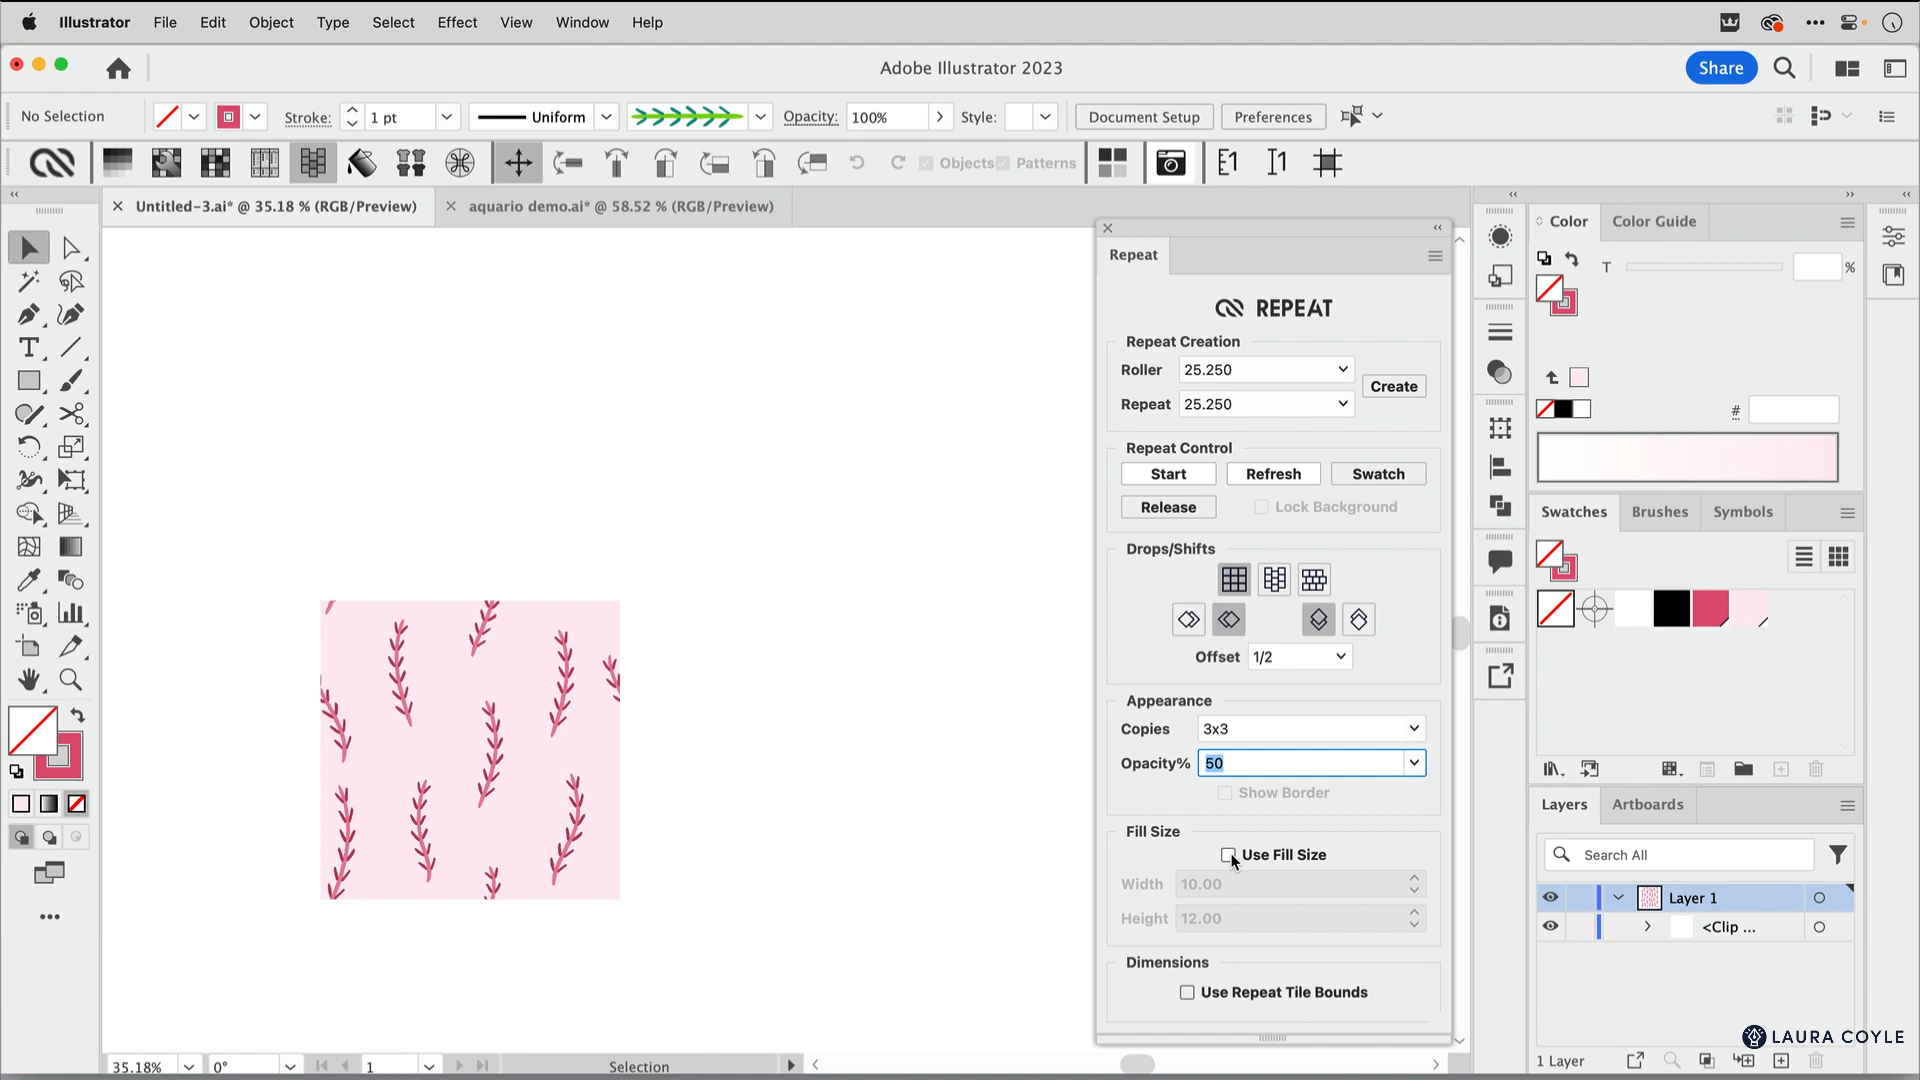 Illustrator File Edit Object Type Select Effect View Window Help
Adobe Illustrator 2023
Share
No Selection
Stroke:
1 pt
Uniform
Opacity:
100%
Style:
Document Setup
Preferences
Objects
Patterns
Untitled-3.ai* @ 35.18 % (RGB/Preview)
aquario demo.ai* @ 58.52 % (RGB/Preview)
Repeat
REPEAT
Repeat Creation
Roller 25.250
Create
Repeat 25.250
Repeat Control
Start Refresh Swatch
Release Lock Background
Drops/Shifts
Offset 1/2
Appearance
Copies 3x3
Opacity% 50
Show Border
Fill Size
Use Fill Size
Width 10.00
Height 12.00
Dimensions
Use Repeat Tile Bounds
Color Color Guide
T %
#
Swatches Brushes Symbols
Layers Artboards
Search All
Layer 1
<Clip ...
1 Layer
LAURA COYLE
35.18% 0° 1 Selection